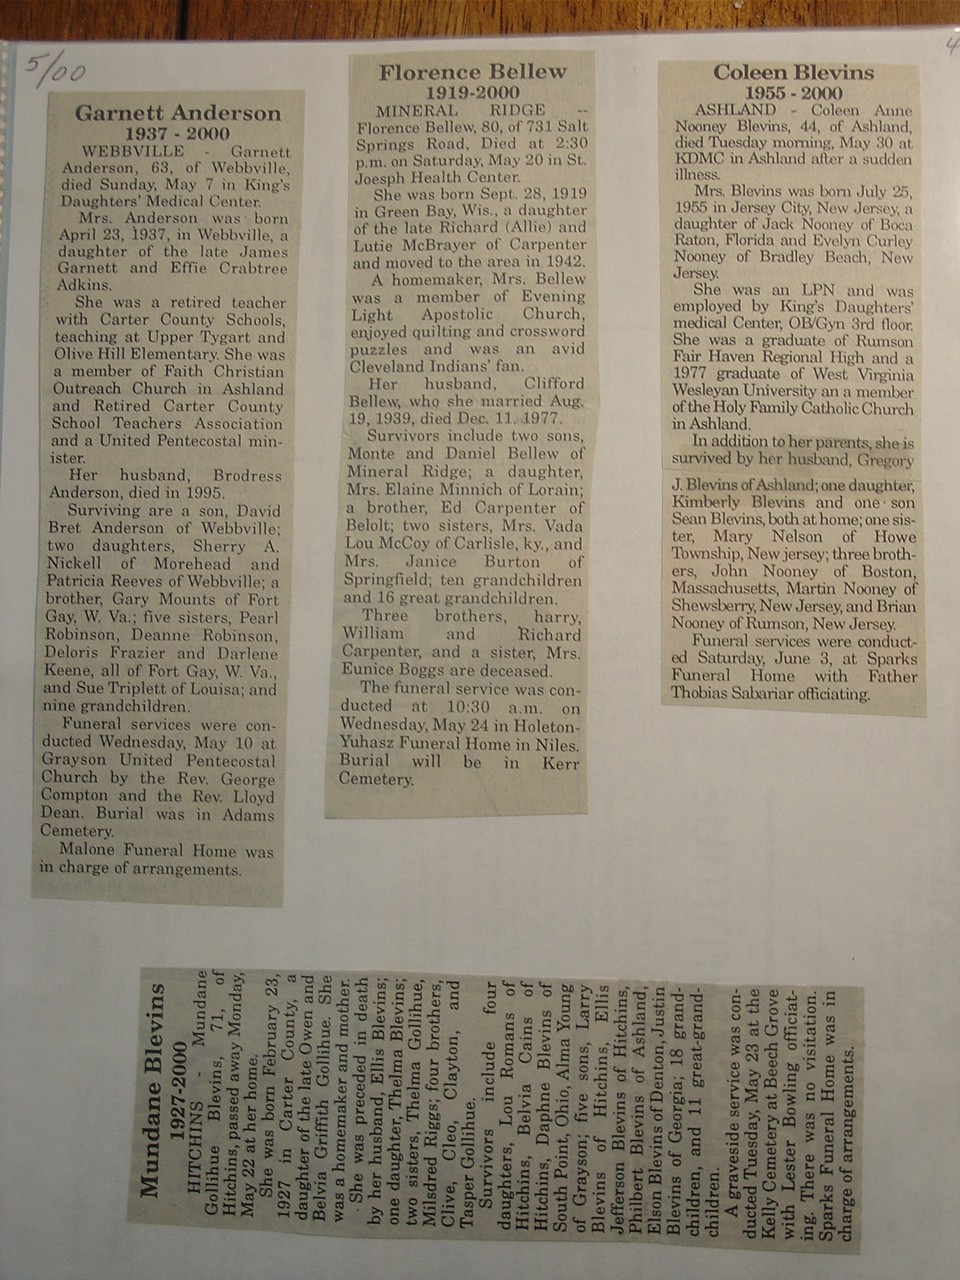 5/00
4
Garnett Anderson
1937 - 2000
WEBBVILLE - Garnett
Anderson, 63, of Webbville,
died Sunday, May 7 in King's
Daughters' Medical Center.
Mrs. Anderson was born
April 23, 1937, in Webbville, a
daughter of the late James
Garnett and Effie Crabtree
Adkins.
She was a retired teacher
with Carter County Schools,
teaching at Upper Tygart and
Olive Hill Elementary. She was
a member of Faith Christian
Outreach Church in Ashland
and Retired Carter County
School Teachers Association
and a United Pentecostal min-
ister.
Her husband, Brodress
Anderson, died in 1995.
Surviving are a son, David
Bret Anderson of Webbville;
two daughters, Sherry A.
Nickell of Morehead and
Patricia Reeves of Webbville; a
brother, Gary Mounts of Fort
Gay, W. Va.; five sisters, Pearl
Robinson, Deanne Robinson,
Deloris Frazier and Darlene
Keene, all of Fort Gay, W. Va.,
and Sue Triplett of Louisa; and
nine grandchildren.
Funeral services were con-
ducted Wednesday, May 10 at
Grayson United Pentecostal
Church by the Rev. George
Compton and the Rev. Lloyd
Dean. Burial was in Adams
Cemetery.
Malone Funeral Home was
in charge of arrangements.
Florence Bellew
1919-2000
MINERAL RIDGE --
Florence Bellew, 80, of 731 Salt
Springs Road, Died at 2:30
p.m. on Saturday, May 20 in St.
Joesph Health Center.
She was born Sept. 28, 1919
in Green Bay, Wis., a daughter
of the late Richard (Allie) and
Lutie McBrayer of Carpenter
and moved to the area in 1942.
A homemaker, Mrs. Bellew
was a member of Evening
Light Apostolic Church,
enjoyed quilting and crossword
puzzles and was an avid
Cleveland Indians' fan.
Her husband, Clifford
Bellew, who she married Aug.
19, 1939, died Dec. 11. 1977.
Survivors include two sons,
Monte and Daniel Bellew of
Mineral Ridge; a daughter,
Mrs. Elaine Minnich of Lorain;
a brother, Ed Carpenter of
Belolt; two sisters, Mrs. Vada
Lou McCoy of Carlisle, ky., and
Mrs. Janice Burton of
Springfield; ten grandchildren
and 16 great grandchildren.
Three brothers, harry,
William and Richard
Carpenter, and a sister, Mrs.
Eunice Boggs are deceased.
The funeral service was con-
ducted at 10:30 a.m. on
Wednesday, May 24 in Holeton-
Yuhasz Funeral Home in Niles.
Burial will be in Kerr
Cemetery.
Coleen Blevins
1955 - 2000
ASHLAND - Coleen Anne
Nooney Blevins, 44, of Ashland,
died Tuesday morning, May 30 at
KDMC in Ashland after a sudden
illness.
Mrs. Blevins was born July 25,
1955 in Jersey City, New Jersey, a
daughter of Jack Nooney of Boca
Raton, Florida and Evelyn Curley
Nooney of Bradley Beach, New
Jersey.
She was an LPN and was
employed by King's Daughters'
medical Center, OB/Gyn 3rd floor.
She was a graduate of Rumson
Fair Haven Regional High and a
1977 graduate of West Virginia
Wesleyan University an a member
of the Holy Family Catholic Church
in Ashland.
In addition to her parents, she is
survived by her husband, Gregory
J. Blevins of Ashland; one daughter,
Kimberly Blevins and one son
Sean Blevins, both at home; one sis-
ter, Mary Nelson of Howe
Township, New jersey; three broth-
ers, John Nooney of Boston,
Massachusetts, Martin Nooney of
Shewsberry, New Jersey, and Brian
Nooney of Rumson, New Jersey.
Funeral services were conduct-
ed Saturday, June 3, at Sparks
Funeral Home with Father
Thobias Sabariar officiating.
Mundane Blevins
1927-2000
HITCHINS - Mundane
Gollihue Blevins, 71, of
Hitchins, passed away Monday,
May 22 at her home.
She was born February 23,
1927 in Carter County, a
daughter of the late Owen and
Belvia Griffith Gollihue. She
was a homemaker and mother.
She was preceded in death
by her husband, Ellis Blevins;
one daughter, Thelma Blevins;
two sisters, Thelma Gollihue,
Milsdred Riggs; four brothers,
Clive, Cleo, Clayton, and
Tasper Gollihue.
Survivors include four
daughters, Lou Romans of
Hitchins, Belvia Cains of
Hitchins, Daphne Blevins of
South Point, Ohio, Alma Young
of Grayson; five sons, Larry
Blevins of Hitchins, Ellis
Jefferson Blevins of Hitchins,
Philbert Blevins of Ashland,
Elson Blevins of Denton, Justin
Blevins of Georgia; 18 grand-
children, and 11 great-grand-
children.
A graveside service was con-
ducted Tuesday, May 23 at the
Kelly Cemetery at Beech Grove
with Lester Bowling officiat-
ing. There was no visitation.
Sparks Funeral Home was in
charge of arrangements.